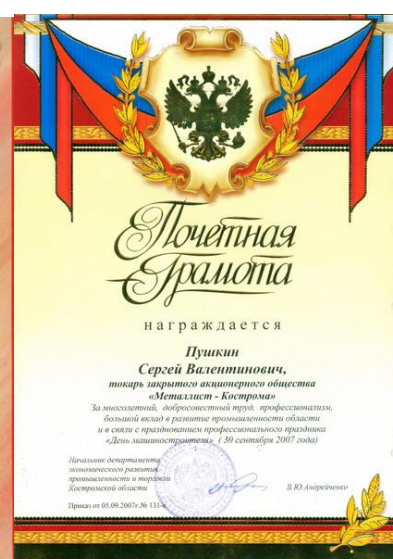 Почетная
Грамота
награждается
Пушкин
Сергей Валентинович,
токарь закрытого акционерного общества
«Металлист - Кострома»
За многолетний, добросовестный труд, профессионализм,
большой вклад в развитие промышленности области
и в связи с празднованием профессионального праздника
«День машиностроителя» ( 30 сентября 2007 года)
Начальник департамента
экономического развития,
промышленности и торговли
Костромской области
В.Ю Андрейченко
Приказ от 05.09.2007г.№ 131-к